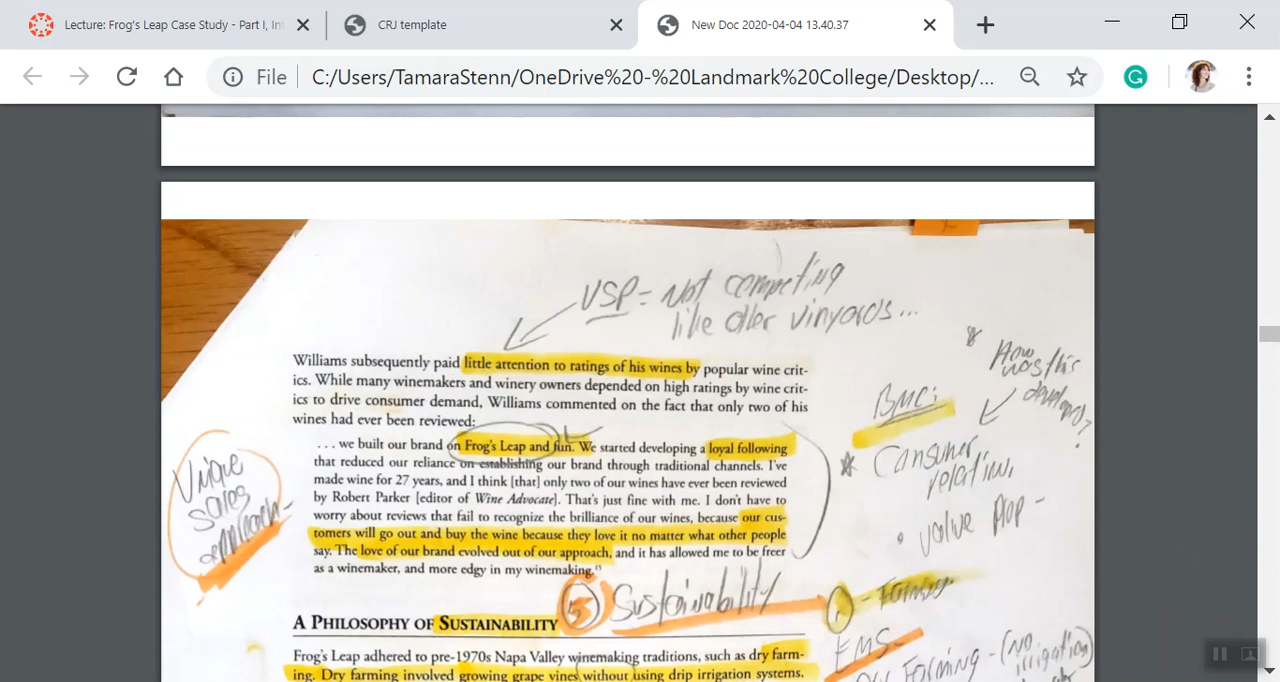 Lecture: Frog's Leap Case Study - Part I, Int
CRJ template
New Doc 2020-04-04 13.40.37
File
C:/Users/TamaraStenn/OneDrive%20-%20Landmark%20College/Desktop/...
USP = Not competing
like other vinyards...
Williams subsequently paid little attention to ratings of his wines by popular wine crit-
ics. While many winemakers and winery owners depended on high ratings by wine crit-
ics to drive consumer demand, Williams commented on the fact that only two of his
wines had ever been reviewed:
. . . we built our brand on Frog's Leap and fun. We started developing a loyal following
that reduced our reliance on establishing our brand through traditional channels. I've
made wine for 27 years, and I think [that] only two of our wines have ever been reviewed
by Robert Parker [editor of Wine Advocate]. That's just fine with me. I don't have to
worry about reviews that fail to recognize the brilliance of our wines, because our cus-
tomers will go out and buy the wine because they love it no matter what other people
say. The love of our brand evolved out of our approach, and it has allowed me to be freer
as a winemaker, and more edgy in my winemaking.
Unique
sales
approach-
How
was this
developed?
BMC:
Consumer
relation.
value prop -
5 Sustainability
1 - Farming
EMS
Farming - (No
irrigation)
A PHILOSOPHY OF SUSTAINABILITY
Frog's Leap adhered to pre-1970s Napa Valley winemaking traditions, such as dry farm-
ing. Dry farming involved growing grape vines without using drip irrigation systems.